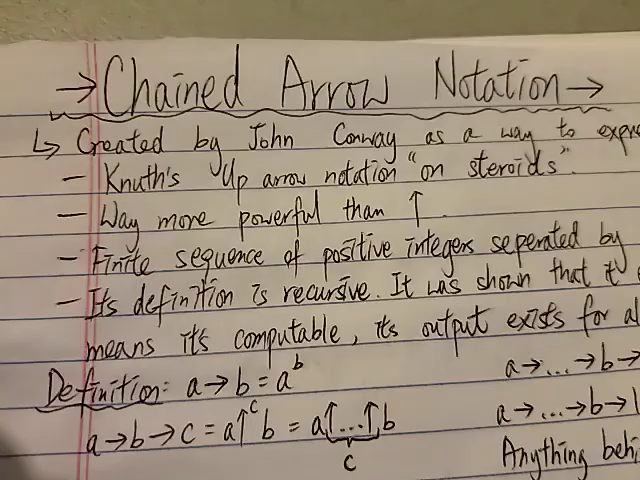 → Chained Arrow Notation →
↳ Created by John Conway as a way to
– Knuth's Up arrow notation "on steroids".
– Way more powerful than ↑.
– Finite sequence of positive integers seperated by
– Its definition is recursive. It was shown that it
means its computable, its output exists for
Definition: a→b = a^b
a→...→b→
a→b→c = a↑^c b = a↑...↑b
c
a→...→b→1
Anything